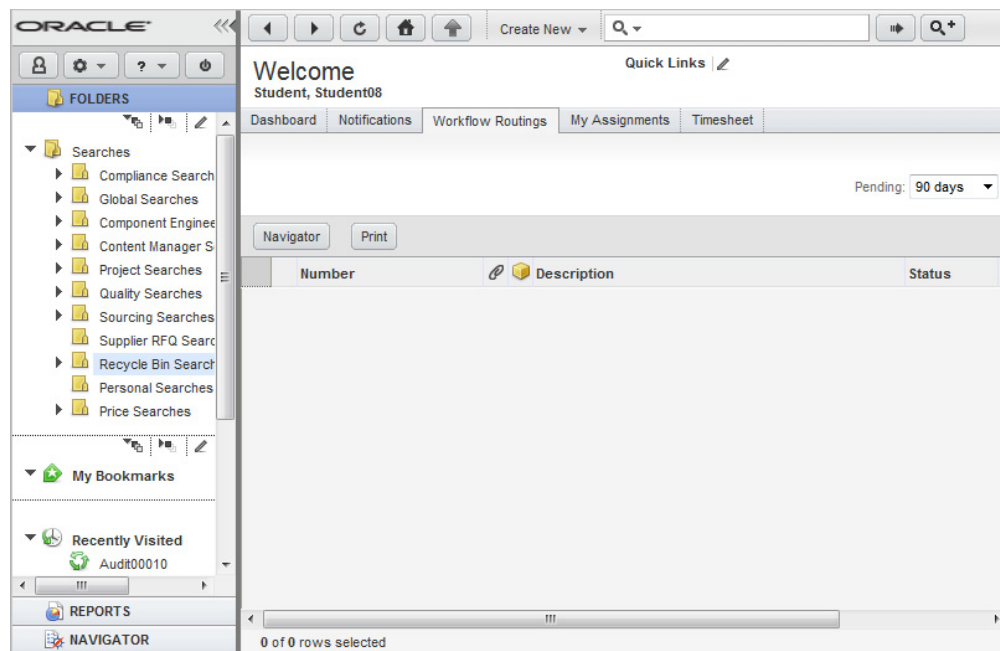 ORACLE
Create New
Welcome
Quick Links
Student, Student08
FOLDERS
Dashboard Notifications Workflow Routings My Assignments Timesheet
Searches
Compliance Search
Global Searches
Pending: 90 days
Component Enginee
Content Manager S
Navigator Print
Project Searches
Number Description Status
Quality Searches
Sourcing Searches
Supplier RFQ Searc
Recycle Bin Search
Personal Searches
Price Searches
My Bookmarks
Recently Visited
Audit00010
REPORTS
NAVIGATOR
0 of 0 rows selected